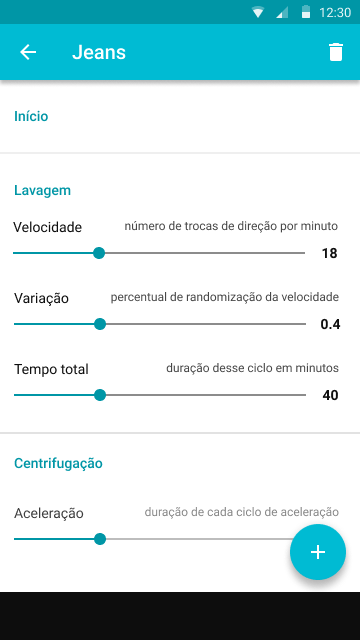 12:30
Jeans
Início
Lavagem
Velocidade número de trocas de direção por minuto
18
Variação percentual de randomização da velocidade
0.4
Tempo total duração desse ciclo em minutos
40
Centrifugação
Aceleração duração de cada ciclo de aceleração